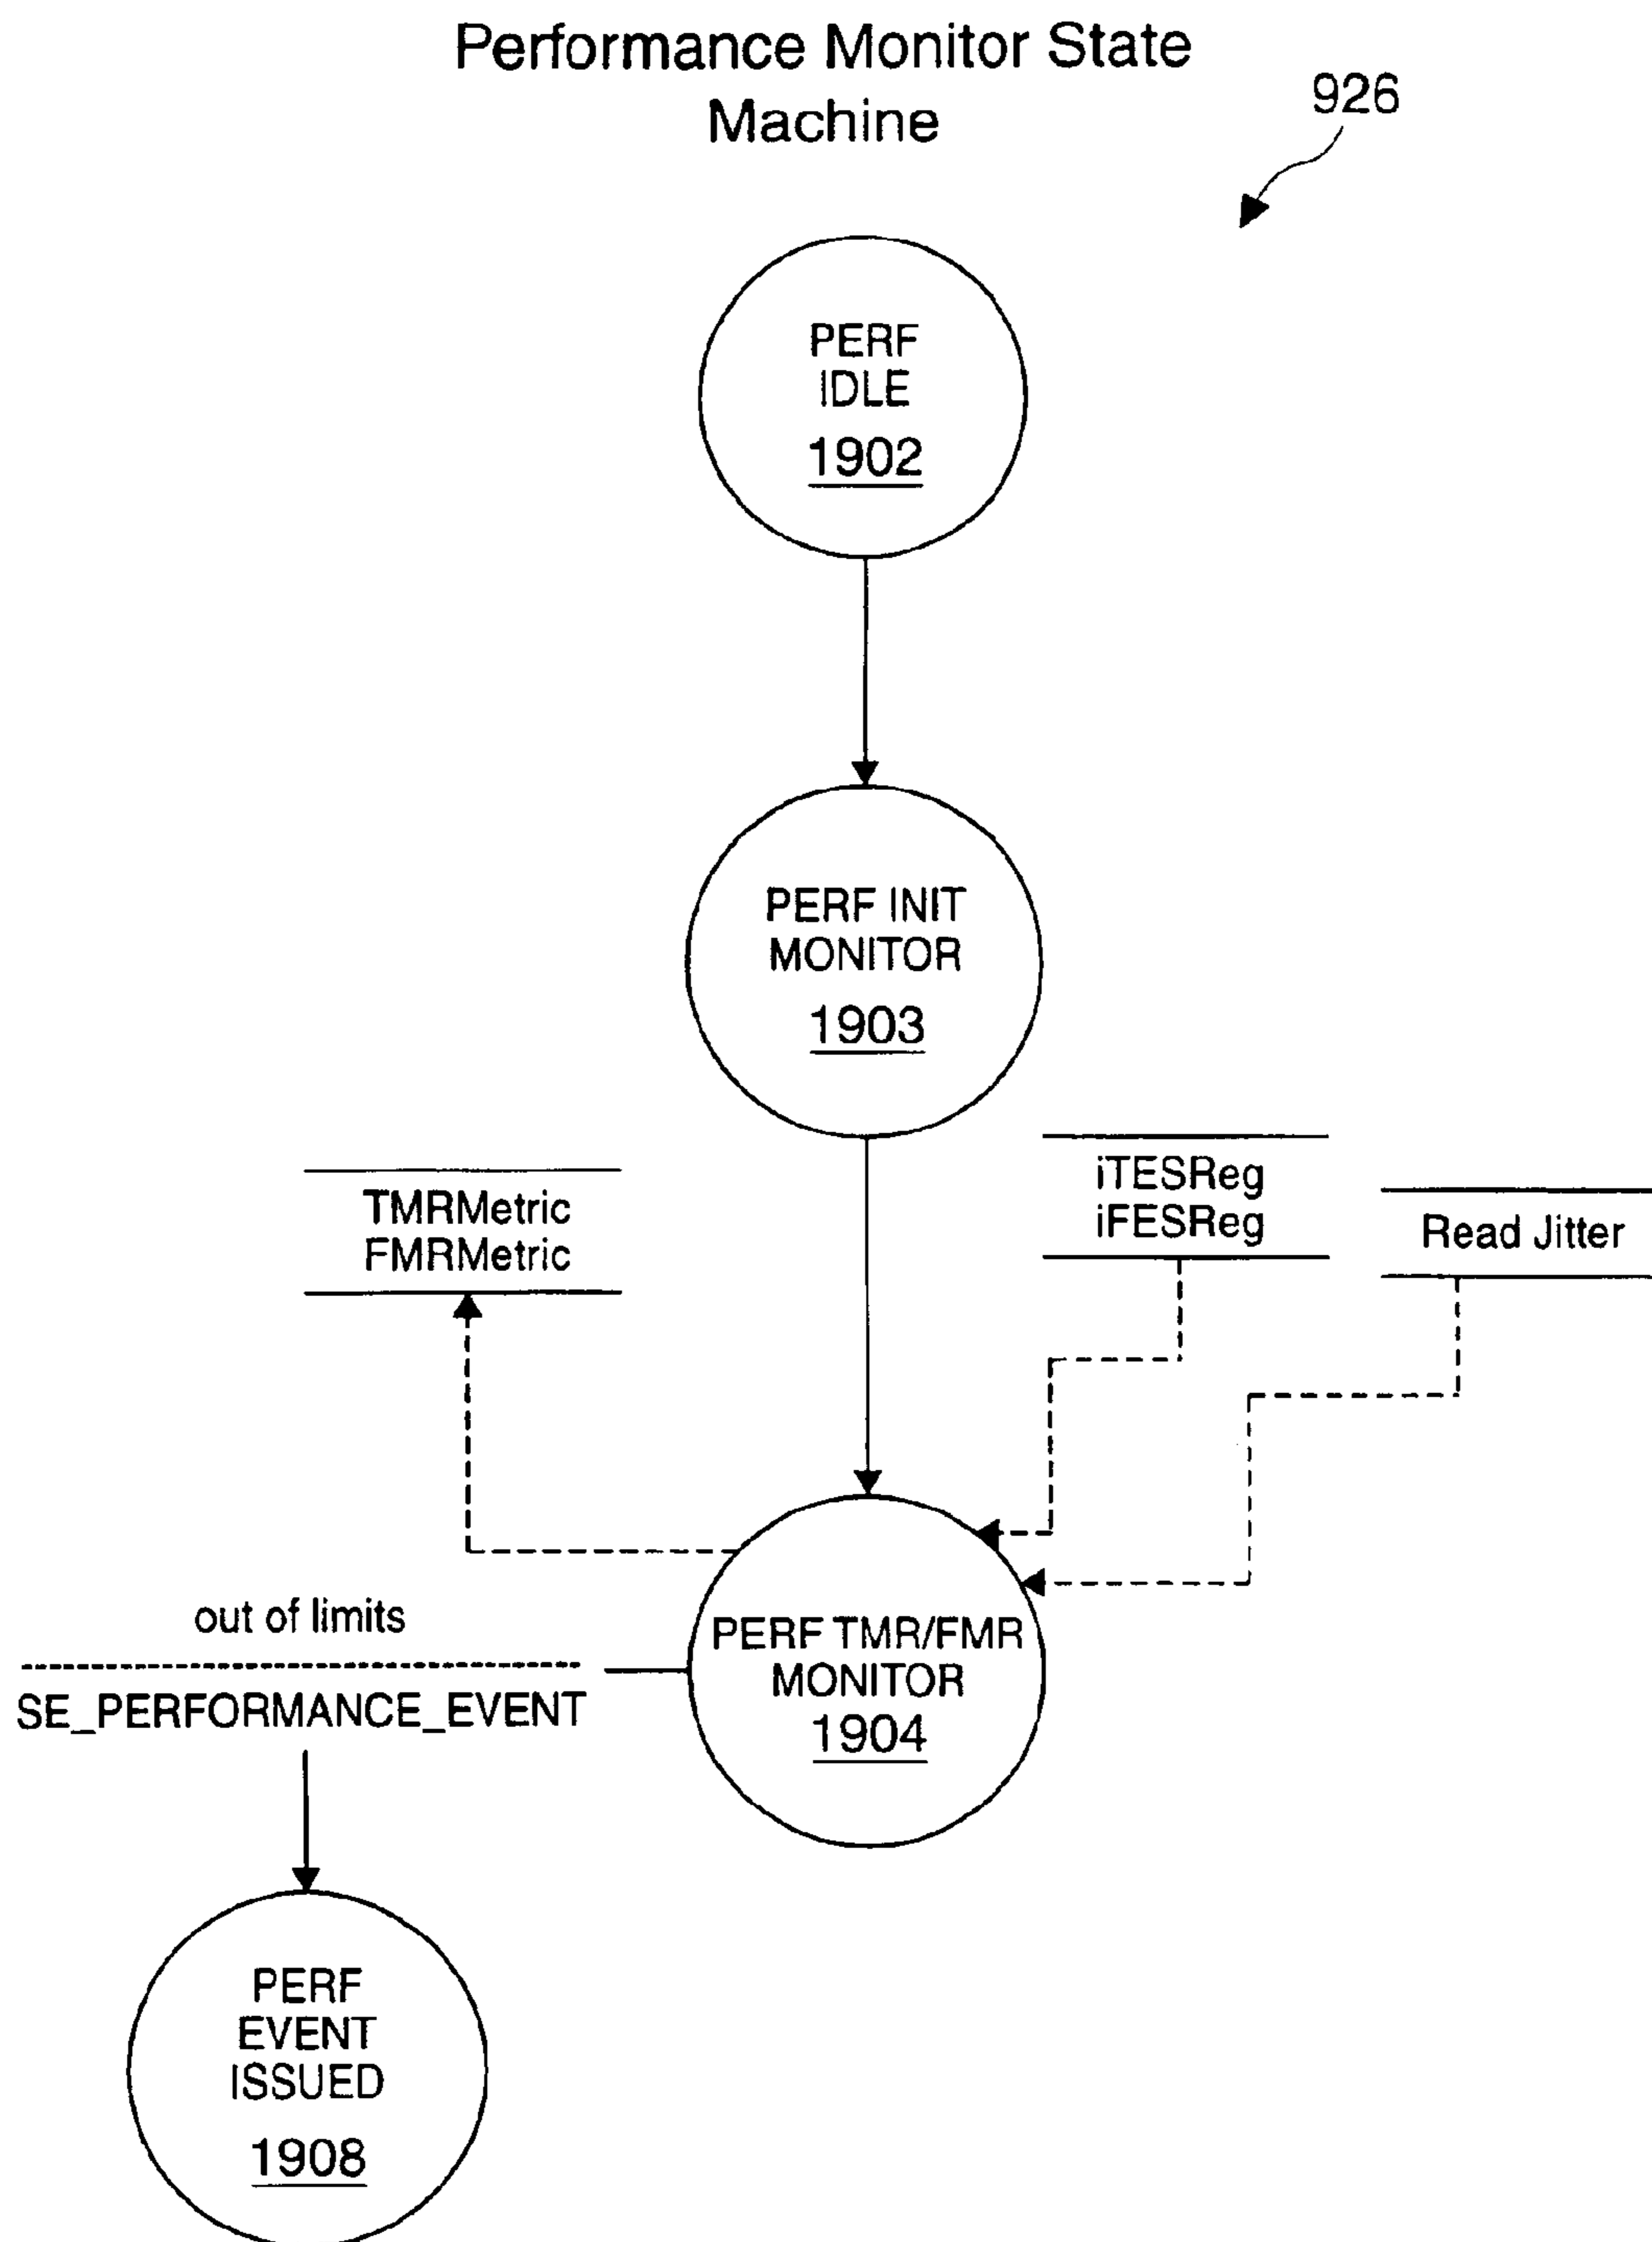 Performance Monitor State
Machine
926
PERF
IDLE
1902
PERF INIT
MONITOR
1903
TMRMetric
FMRMetric
iTESReg
iFESReg
Read Jitter
out of limits
SE_PERFORMANCE_EVENT
PERF TMR/FMR
MONITOR
1904
PERF
EVENT
ISSUED
1908